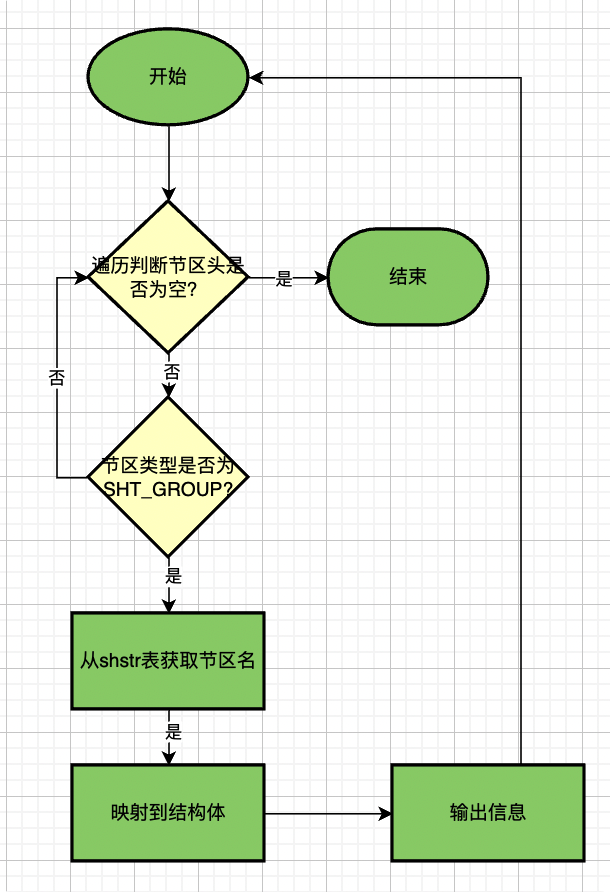 开始
遍历判断节区头是
否为空?
是
结束
否
否
节区类型是否为
SHT_GROUP?
是
从shstr表获取节区名
是
映射到结构体
输出信息